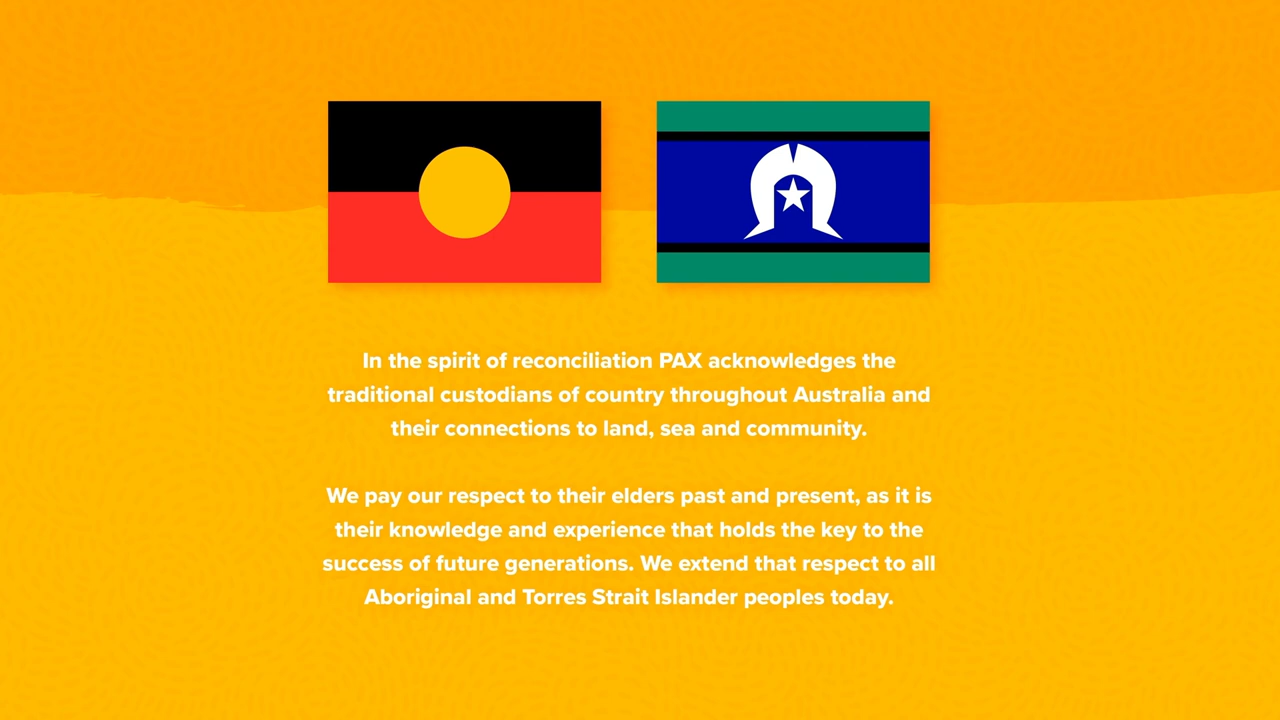 In the spirit of reconciliation PAX acknowledges the
traditional custodians of country throughout Australia and
their connections to land, sea and community.
We pay our respect to their elders past and present, as it is
their knowledge and experience that holds the key to the
success of future generations. We extend that respect to all
Aboriginal and Torres Strait Islander peoples today.